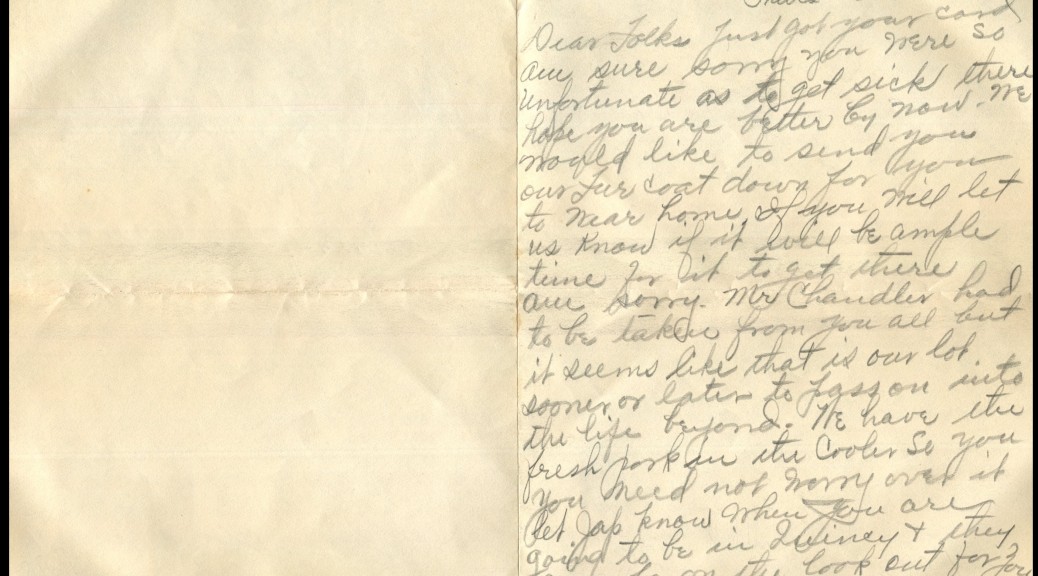 Thurs
Dear Folks Just got your card
am sure sorry you were so
unfortunate as to get sick there
hope you are better by now. We
would like to send you
our Fur coat down for you
to wear home, If you will let
us know if it will be ample
time for it to get there
am sorry. Mr Chandler had
to be taken from you all but
it seems like that is our lot.
sooner or later to pass on into
the life beyond. We have the
fresh pork in the Cooler So you
you need not worry over it
Let Jap know when you are
going to be in Quincy & they
on the look out for you